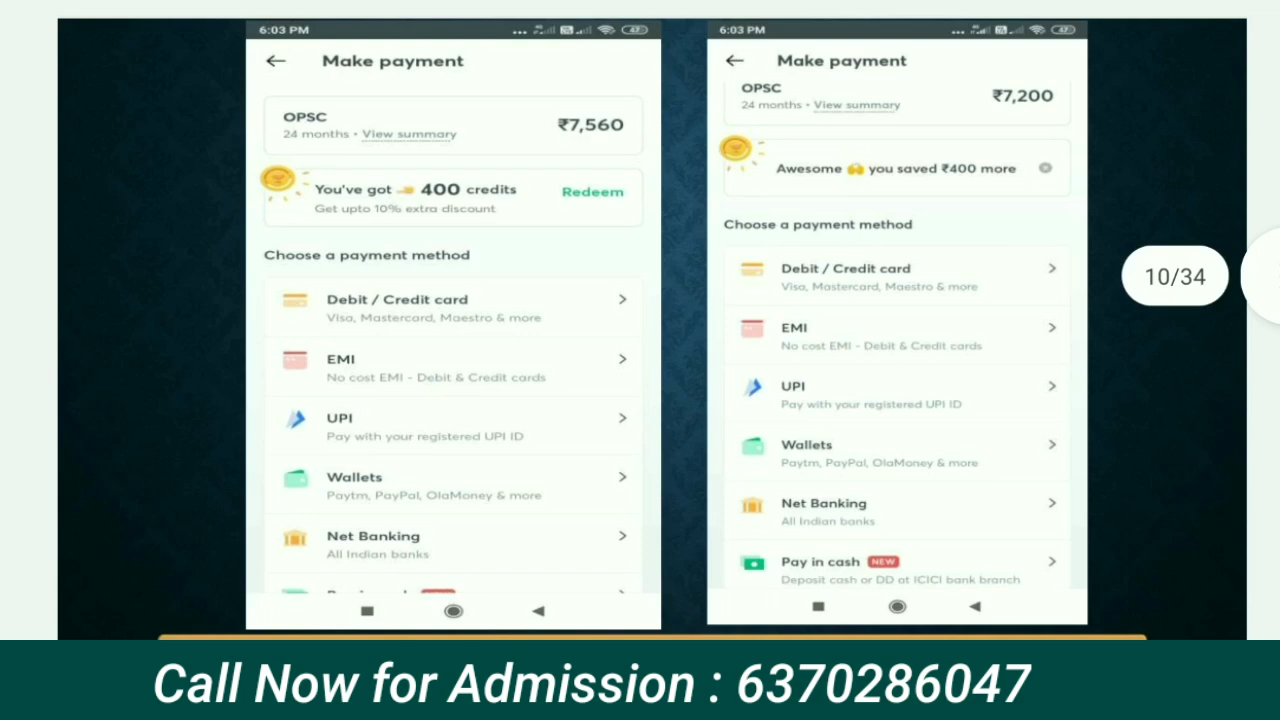 6:03 PM
Make payment
OPSC
24 months • View summary
₹7,560
You've got 400 credits
Get upto 10% extra discount
Redeem
Choose a payment method
Debit / Credit card
Visa, Mastercard, Maestro & more
EMI
No cost EMI - Debit & Credit cards
UPI
Pay with your registered UPI ID
Wallets
Paytm, PayPal, OlaMoney & more
Net Banking
All Indian banks
6:03 PM
Make payment
OPSC
24 months • View summary
₹7,200
Awesome 🙌 you saved ₹400 more
Choose a payment method
Debit / Credit card
Visa, Mastercard, Maestro & more
EMI
No cost EMI - Debit & Credit cards
UPI
Pay with your registered UPI ID
Wallets
Paytm, PayPal, OlaMoney & more
Net Banking
All Indian banks
Pay in cash NEW
Deposit cash or DD at ICICI bank branch
10/34
Call Now for Admission : 6370286047